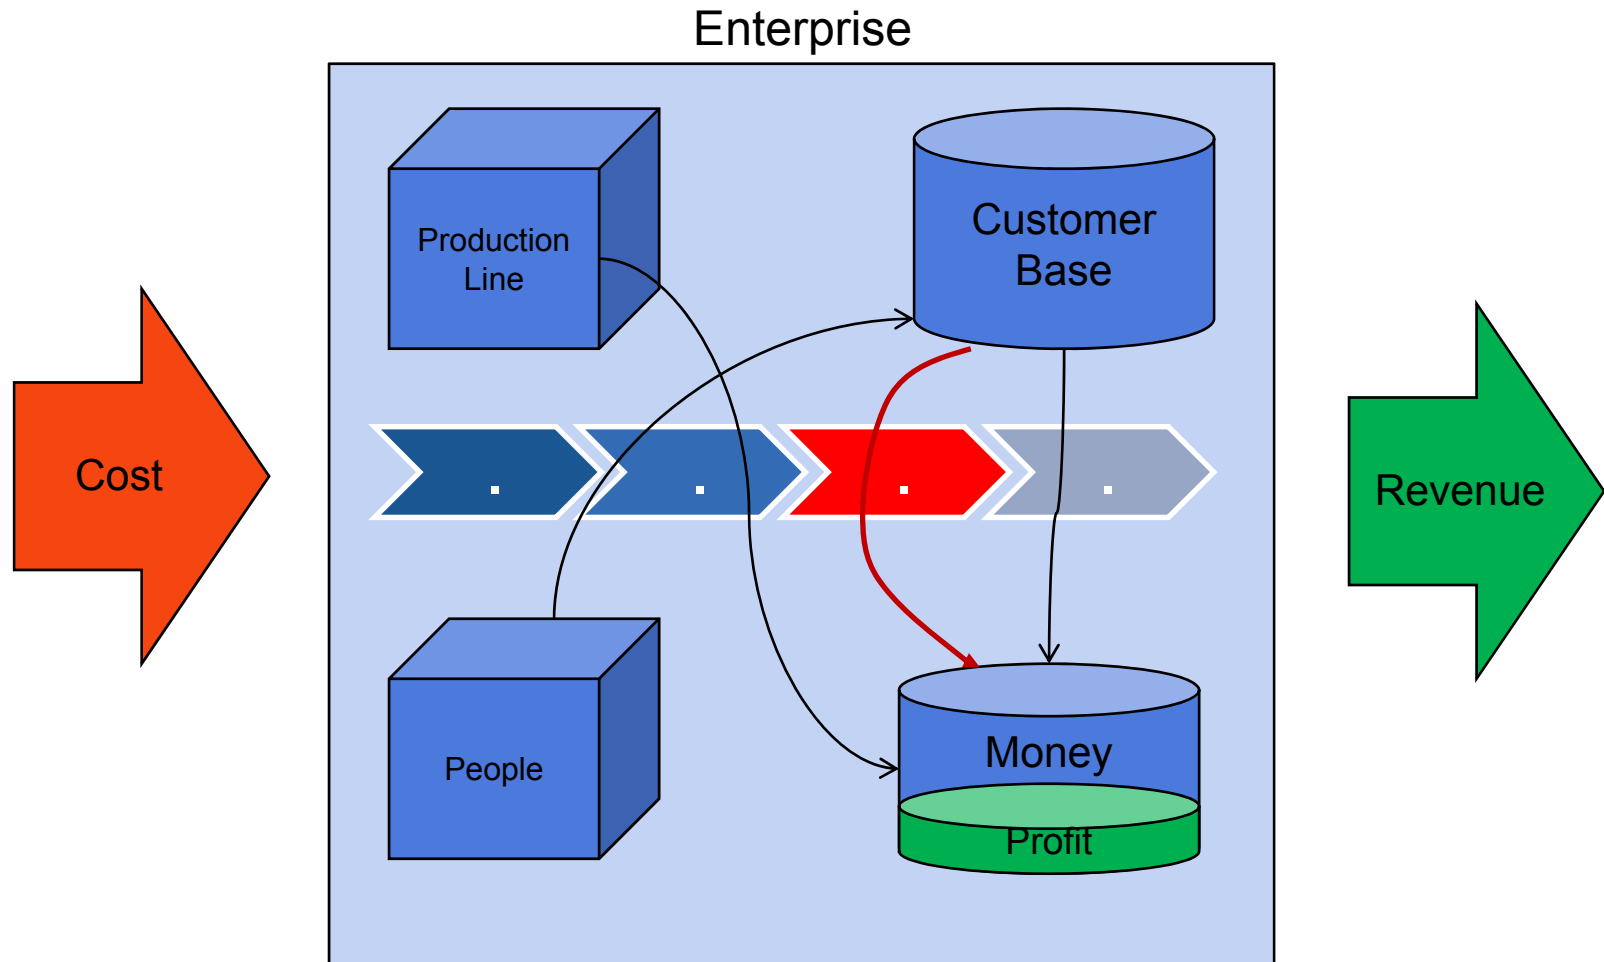 Enterprise
Production
Line
Customer
Base
Cost
.
.
.
.
Revenue
People
Money
Profit